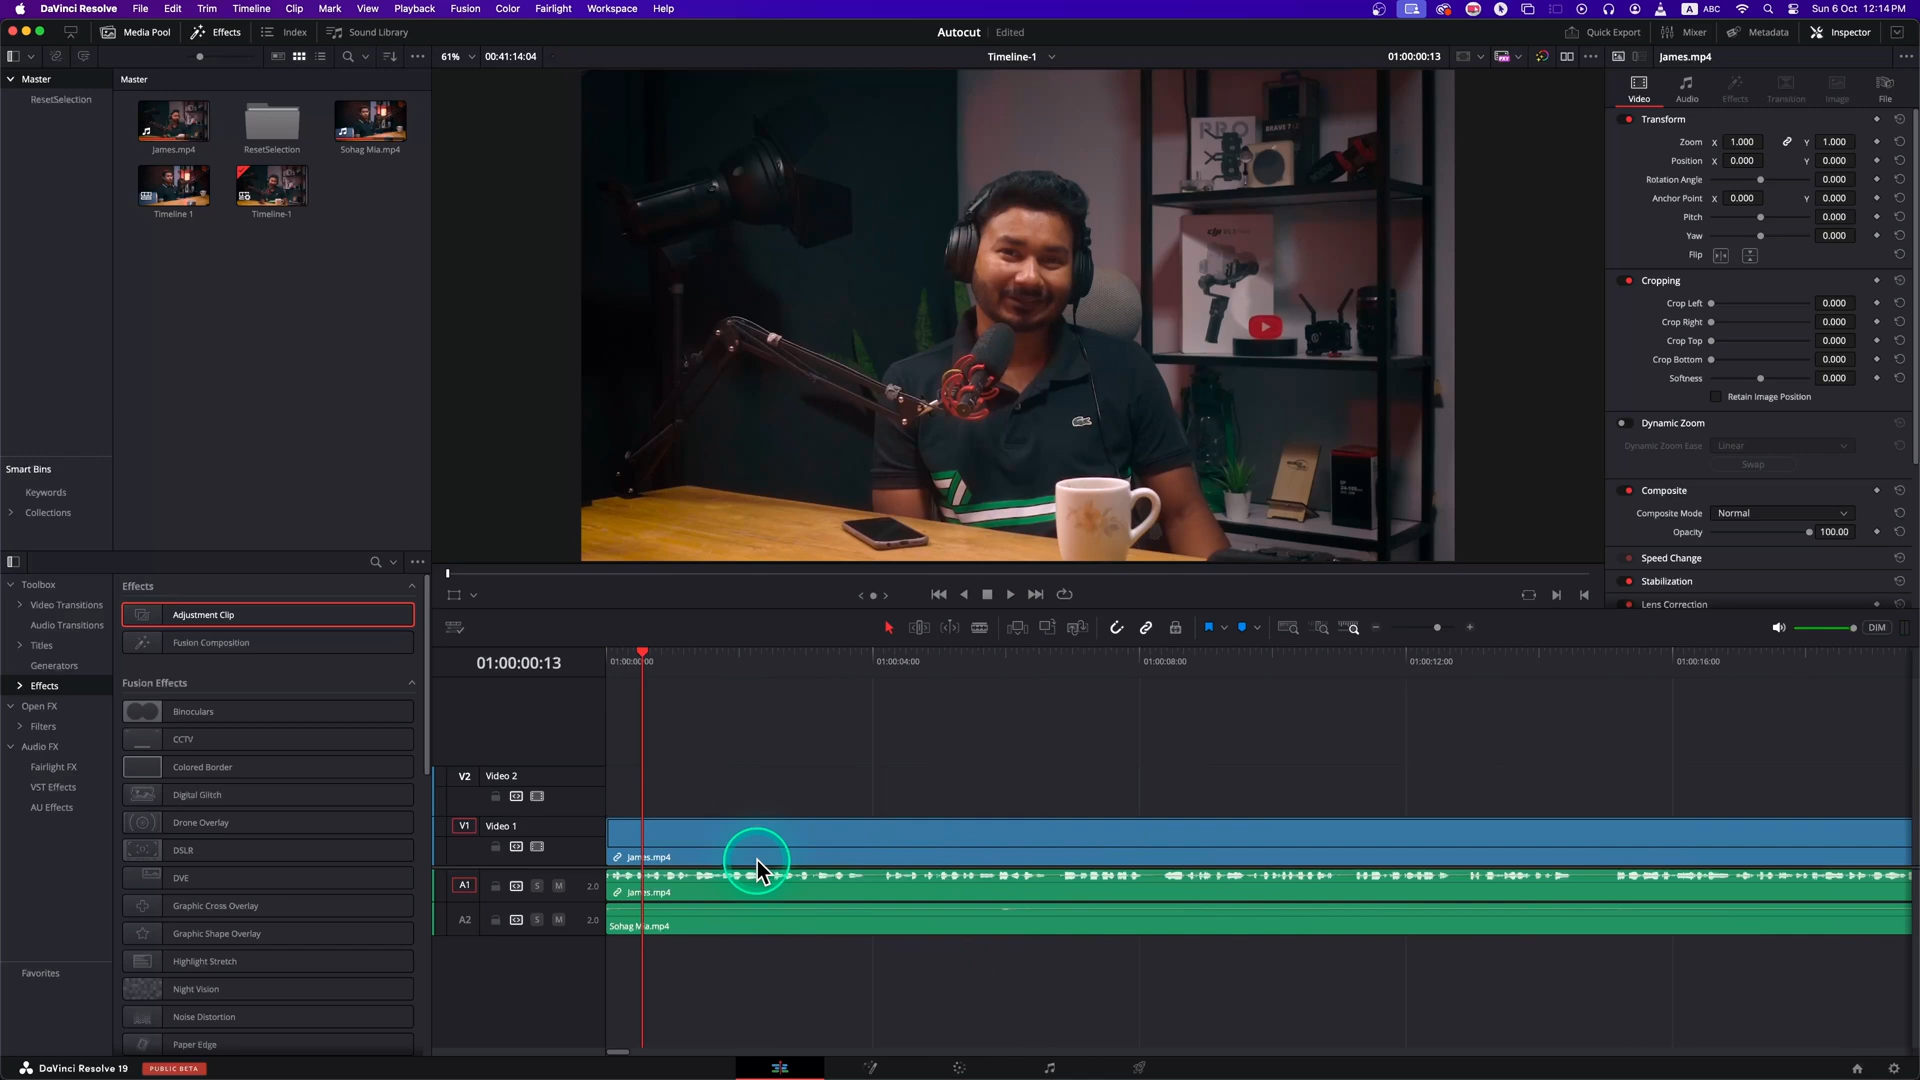 DaVinci Resolve File Edit Trim Timeline Clip Mark View Playback Fusion Color Fairlight Workspace Help
A ABC Sun 6 Oct 12:14 PM
Media Pool Effects Index Sound Library
Autocut Edited
Quick Export Mixer Metadata Inspector
61% 00:41:14:04 Timeline-1 01:00:00:13
James.mp4
Master
ResetSelection
Master
James.mp4 ResetSelection Sohag Mia.mp4
Timeline 1 Timeline-1
Smart Bins
Keywords
Collections
Video Audio Effects Transition Image File
Transform
Zoom X 1.000 Y 1.000
Position X 0.000 Y 0.000
Rotation Angle 0.000
Anchor Point X 0.000 Y 0.000
Pitch 0.000
Yaw 0.000
Flip
Cropping
Crop Left 0.000
Crop Right 0.000
Crop Top 0.000
Crop Bottom 0.000
Softness 0.000
Retain Image Position
Dynamic Zoom
Dynamic Zoom Ease Linear
Swap
Composite
Composite Mode Normal
Opacity 100.00
Speed Change
Stabilization
Lens Correction
Toolbox
Video Transitions
Audio Transitions
Titles
Generators
Effects
Open FX
Filters
Audio FX
Fairlight FX
VST Effects
AU Effects
Favorites
Effects
Adjustment Clip
Fusion Composition
Fusion Effects
Binoculars
CCTV
Colored Border
Digital Glitch
Drone Overlay
DSLR
DVE
Graphic Cross Overlay
Graphic Shape Overlay
Highlight Stretch
Night Vision
Noise Distortion
Paper Edge
DIM
01:00:00:13
01:00:00:00 01:00:04:00 01:00:08:00 01:00:12:00 01:00:16:00
V2 Video 2
V1 Video 1
James.mp4
A1 S M 2.0
James.mp4
A2 S M 2.0
Sohag Mia.mp4
DaVinci Resolve 19 PUBLIC BETA